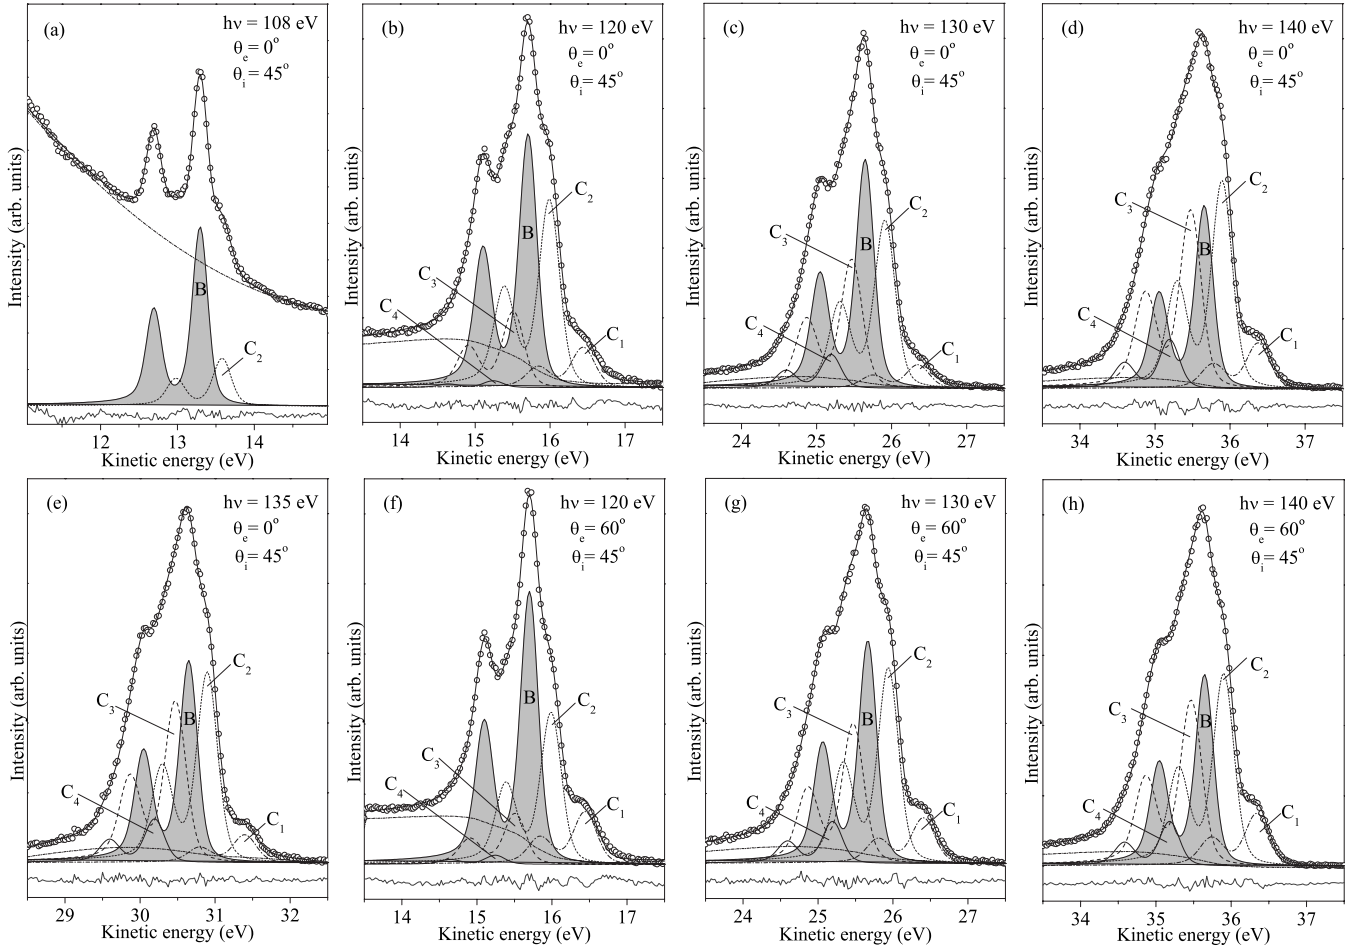 (a)
hν = 108 eV
θe= 0°
θi= 45°
B
C2
Intensity (arb. units)
12 13 14
Kinetic energy (eV)
(b)
hν = 120 eV
θe= 0°
θi= 45°
C2
B
C3
C4
C1
Intensity (arb. units)
14 15 16 17
Kinetic energy (eV)
(c)
hν = 130 eV
θe= 0°
θi= 45°
C2
C3
B
C4
C1
Intensity (arb. units)
24 25 26 27
Kinetic energy (eV)
(d)
hν = 140 eV
θe= 0°
θi= 45°
C2
C3
B
C4
C1
Intensity (arb. units)
34 35 36 37
Kinetic energy (eV)
(e)
hν = 135 eV
θe= 0°
θi= 45°
C2
C3
B
C4
C1
Intensity (arb. units)
29 30 31 32
Kinetic energy (eV)
(f)
hν = 120 eV
θe= 60°
θi= 45°
B
C2
C3
C4
C1
Intensity (arb. units)
14 15 16 17
Kinetic energy (eV)
(g)
hν = 130 eV
θe= 60°
θi= 45°
C2
C3
B
C4
C1
Intensity (arb. units)
24 25 26 27
Kinetic energy (eV)
(h)
hν = 140 eV
θe= 60°
θi= 45°
C2
C3
B
C4
C1
Intensity (arb. units)
34 35 36 37
Kinetic energy (eV)